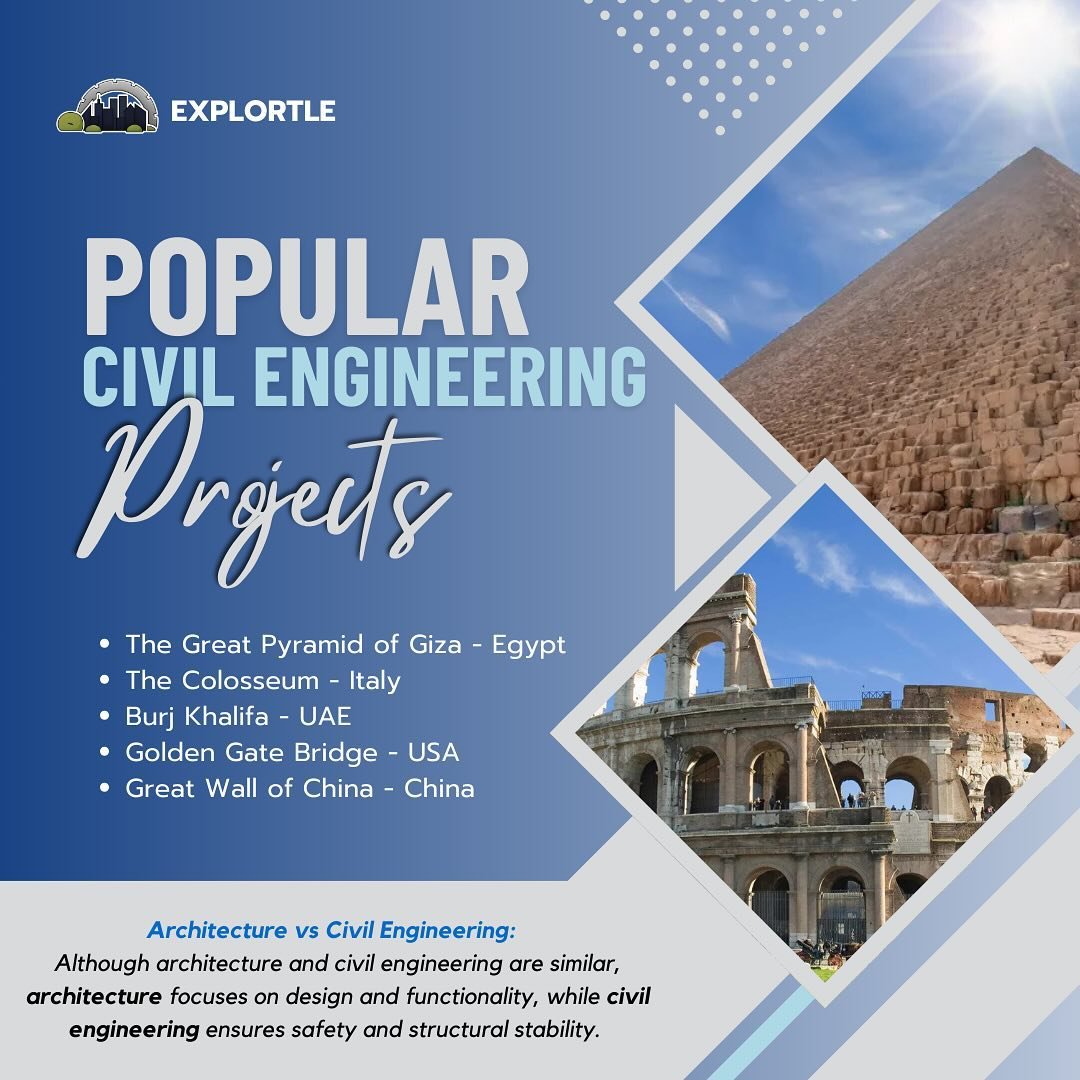 EXPLORTLE
POPULAR
CIVIL ENGINEERING
Projects
• The Great Pyramid of Giza - Egypt
• The Colosseum - Italy
• Burj Khalifa - UAE
• Golden Gate Bridge - USA
• Great Wall of China - China
Architecture vs Civil Engineering:
Although architecture and civil engineering are similar,
architecture focuses on design and functionality, while civil
engineering ensures safety and structural stability.